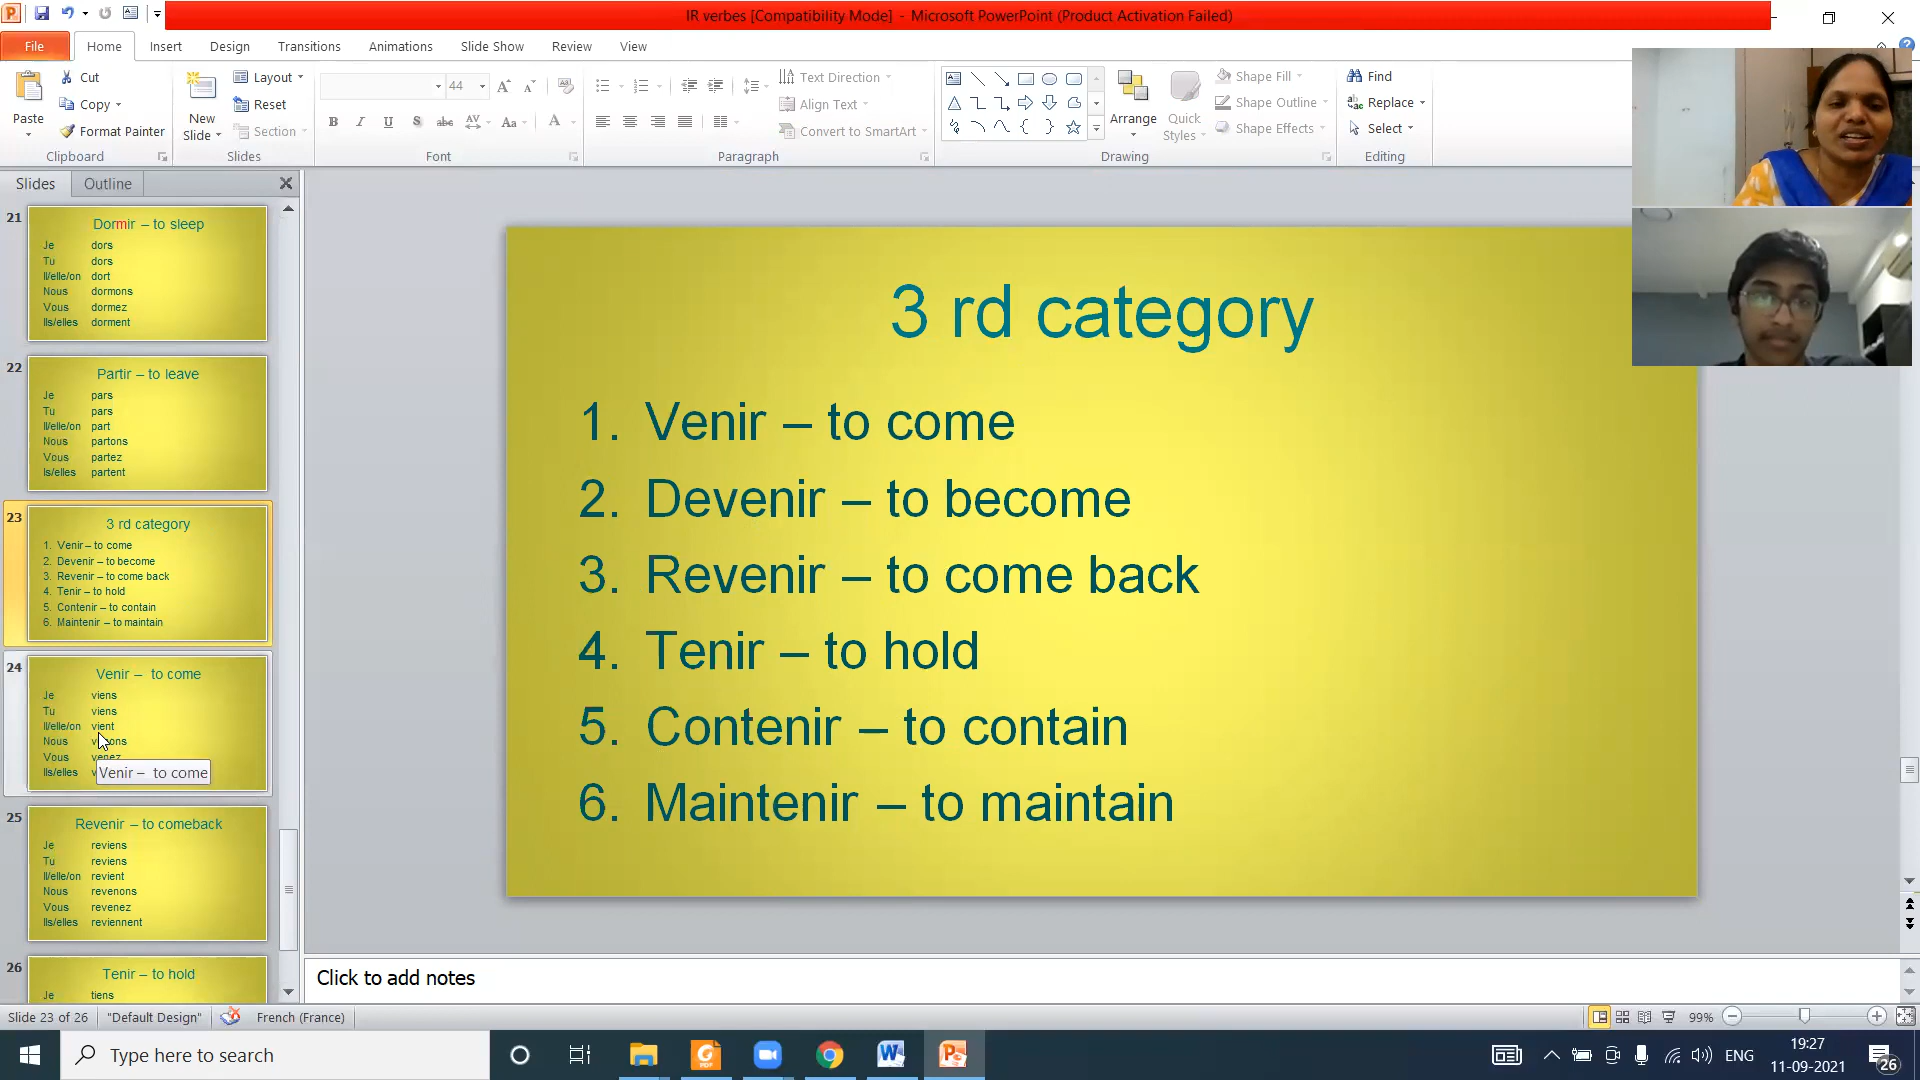 IR verbes [Compatibility Mode] - Microsoft PowerPoint (Product Activation Failed)
File Home Insert Design Transitions Animations Slide Show Review View
Paste
Cut
Copy
Format Painter
Clipboard
New Slide
Layout
Reset
Section
Slides
44
B I U S abc AV Aa A
Font
Text Direction
Align Text
Convert to SmartArt
Paragraph
Arrange
Quick Styles
Shape Fill
Shape Outline
Shape Effects
Drawing
Find
Replace
Select
Editing
Slides Outline
21
Dormir – to sleep
Je dors
Tu dors
Il/elle/on dort
Nous dormons
Vous dormez
Ils/elles dorment
22
Partir – to leave
Je pars
Tu pars
Il/elle/on part
Nous partons
Vous partez
Is/elles partent
23
3 rd category
1. Venir – to come
2. Devenir – to become
3. Revenir – to come back
4. Tenir – to hold
5. Contenir – to contain
6. Maintenir – to maintain
24
Venir – to come
Je viens
Tu viens
Il/elle/on vient
Nous
Vous venez
Ils/elles
Venir – to come
25
Revenir – to comeback
Je reviens
Tu reviens
Il/elle/on revient
Nous revenons
Vous revenez
Ils/elles reviennent
26
Tenir – to hold
Je tiens
3 rd category
1. Venir – to come
2. Devenir – to become
3. Revenir – to come back
4. Tenir – to hold
5. Contenir – to contain
6. Maintenir – to maintain
Click to add notes
Slide 23 of 26 "Default Design" French (France) 99%
Type here to search
ENG
19:27
11-09-2021
26